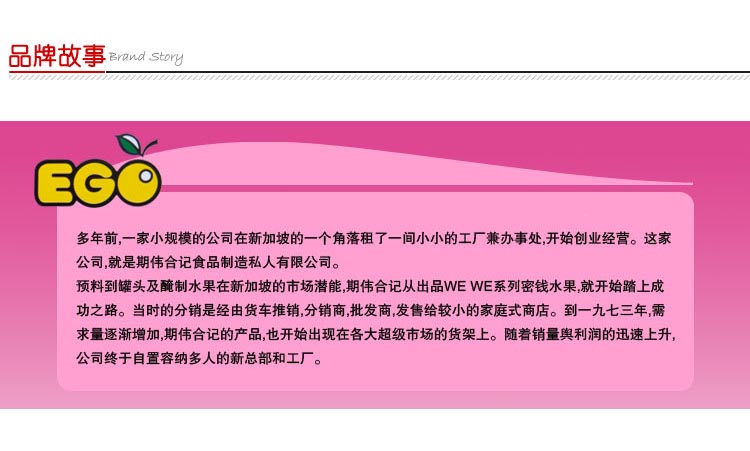 品牌故事 Brand Story
EGO
多年前,一家小规模的公司在新加坡的一个角落租了一间小小的工厂兼办事处,开始创业经营。这家
公司,就是期伟合记食品制造私人有限公司。
预料到罐头及醃制水果在新加坡的市场潜能,期伟合记从出品WE WE系列密钱水果,就开始踏上成
功之路。当时的分销是经由货车推销,分销商,批发商,发售给较小的家庭式商店。到一九七三年,需
求量逐渐增加,期伟合记的产品,也开始出现在各大超级市场的货架上。随着销量舆利润的迅速上升,
公司终于自置容纳多人的新总部和工厂。